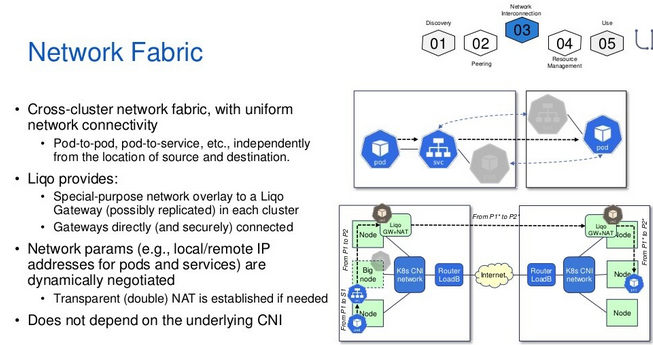 Network Fabric
Discovery
Network
Interconnection
Use
01
02
03
04
05
Peering
Resource
Management
• Cross-cluster network fabric, with uniform
network connectivity
• Pod-to-pod, pod-to-service, etc., independently
from the location of source and destination.
• Liqo provides:
• Special-purpose network overlay to a Liqo
Gateway (possibly replicated) in each cluster
• Gateways directly (and securely) connected
• Network params (e.g., local/remote IP
addresses for pods and services) are
dynamically negotiated
• Transparent (double) NAT is established if needed
• Does not depend on the underlying CNI
pod
svc
pod
From P1* to P2*
Node
Liqo
GW+NAT
Liqo
GW+NAT
Node
From P1 to P2
From P1* to P2*
Big
node
K8s CNI
network
Router
LoadB
Internet
Router
LoadB
K8s CNI
network
Node
From P1 to S1
Node
Node